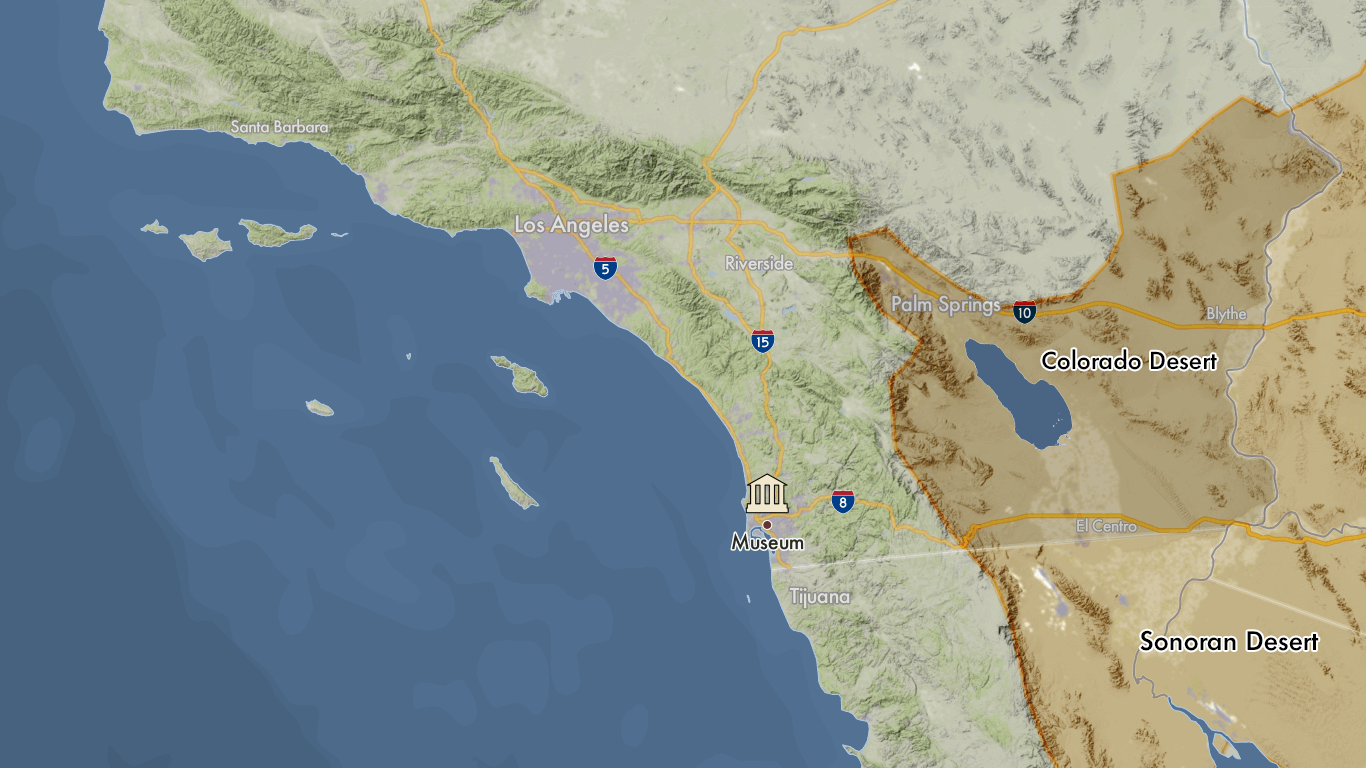 Santa Barbara
Los Angeles
5
Riverside
Palm Springs
10
Blythe
15
Colorado Desert
8
El Centro
Museum
Tijuana
Sonoran Desert